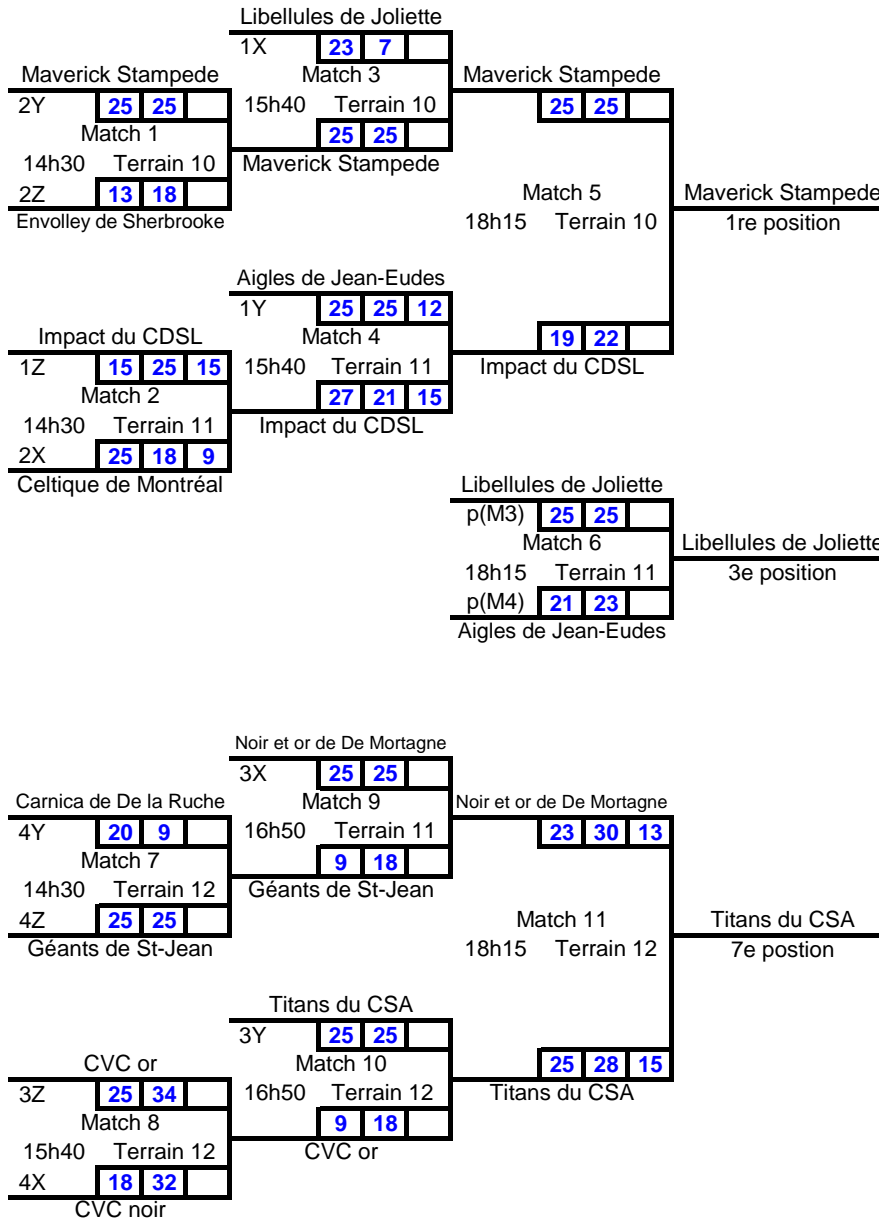 Libellules de Joliette
1X 23 7
Maverick Stampede Match 3 Maverick Stampede
2Y 25 25 15h40 Terrain 10 25 25
Match 1 25 25
14h30 Terrain 10 Maverick Stampede
2Z 13 18 Match 5 Maverick Stampede
Envolley de Sherbrooke 18h15 Terrain 10 1re position
Aigles de Jean-Eudes
1Y 25 25 12
Impact du CDSL Match 4 19 22
1Z 15 25 15 15h40 Terrain 11 Impact du CDSL
Match 2 27 21 15
14h30 Terrain 11 Impact du CDSL
2X 25 18 9
Celtique de Montréal Libellules de Joliette
p(M3) 25 25
Match 6 Libellules de Joliette
18h15 Terrain 11 3e position
p(M4) 21 23
Aigles de Jean-Eudes
Noir et or de De Mortagne
3X 25 25
Carnica de De la Ruche Match 9 Noir et or de De Mortagne
4Y 20 9 16h50 Terrain 11 23 30 13
Match 7 9 18
14h30 Terrain 12 Géants de St-Jean
4Z 25 25 Match 11 Titans du CSA
Géants de St-Jean 18h15 Terrain 12 7e postion
Titans du CSA
3Y 25 25
CVC or Match 10 25 28 15
3Z 25 34 16h50 Terrain 12 Titans du CSA
Match 8 9 18
15h40 Terrain 12 CVC or
4X 18 32
CVC noir